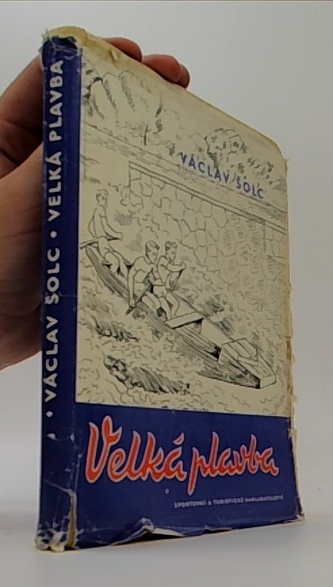 VÁCLAV ŠOLC
Velká plavba
SPORTOVNÍ A TURISTICKÉ NAKLADATELSTVÍ
• VÁCLAV ŠOLC • VELKÁ PLAVBA